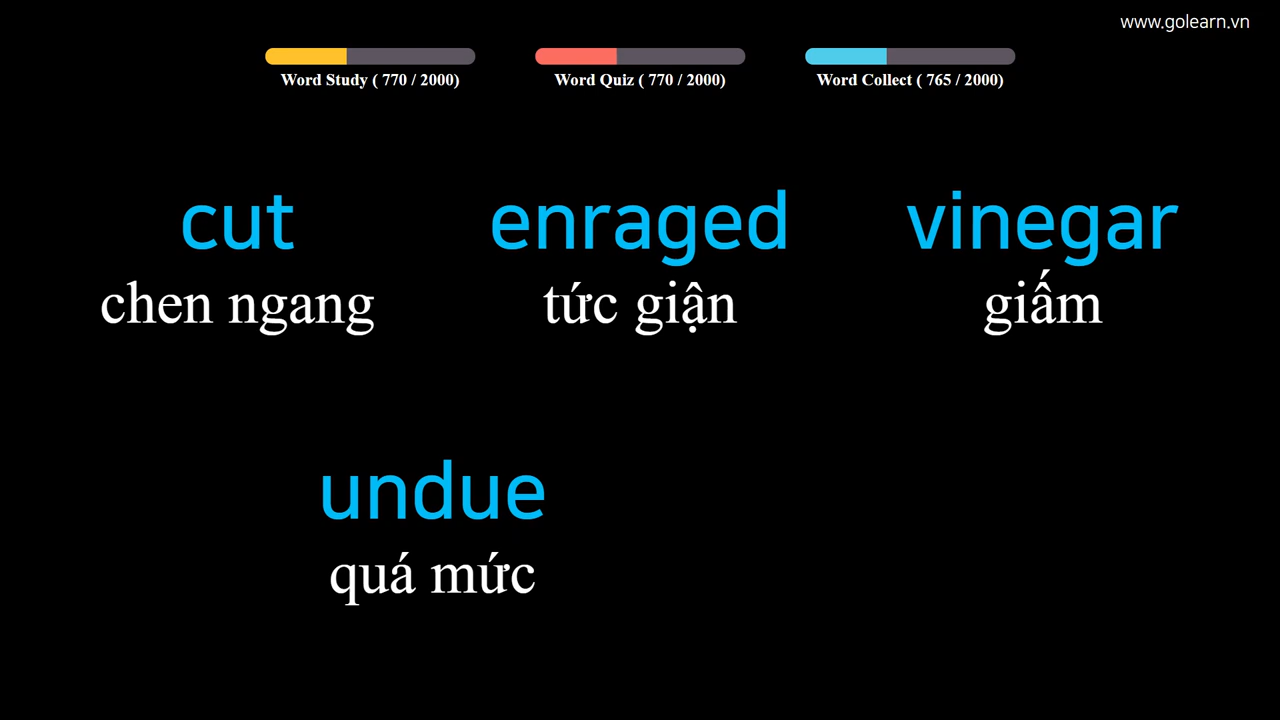 www.golearn.vn
Word Study ( 770 / 2000)
Word Quiz ( 770 / 2000)
Word Collect ( 765 / 2000)
cut
chen ngang
enraged
tức giận
vinegar
giấm
undue
quá mức